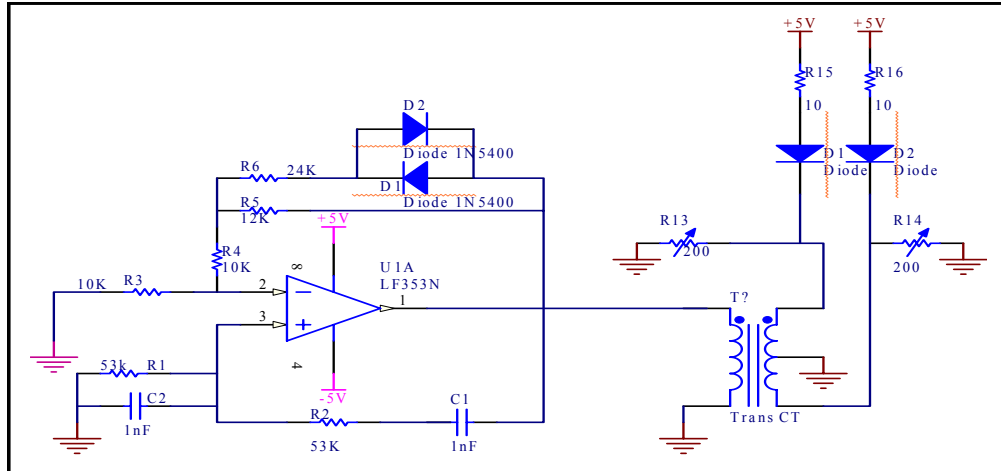 +5V
+5V
R15
R16
10
10
D2
Diode 1N5400
D1
Diode 1N5400
D1
Diode
D2
Diode
R6
24K
R5
12K
+5V
R4
10K
R13
200
R14
200
8
U1A
LF353N
10K
R3
2
1
3
T?
4
-5V
53k
R1
C2
1nF
R2
53K
C1
1nF
Trans CT